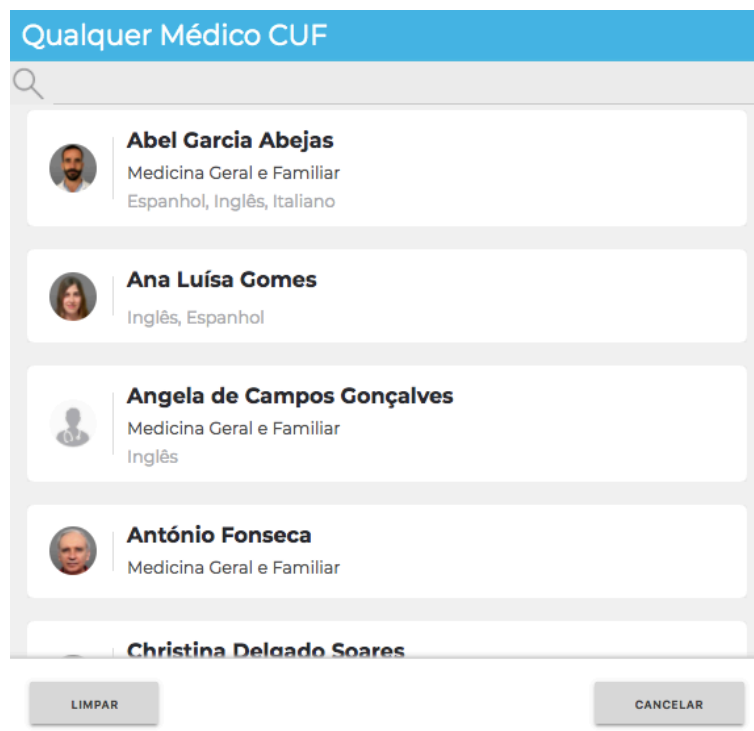 Qualquer Médico CUF
Abel Garcia Abejas
Medicina Geral e Familiar
Espanhol, Inglês, Italiano
Ana Luísa Gomes
Inglês, Espanhol
Angela de Campos Gonçalves
Medicina Geral e Familiar
Inglês
António Fonseca
Medicina Geral e Familiar
Christina Delgado Soares
LIMPAR
CANCELAR